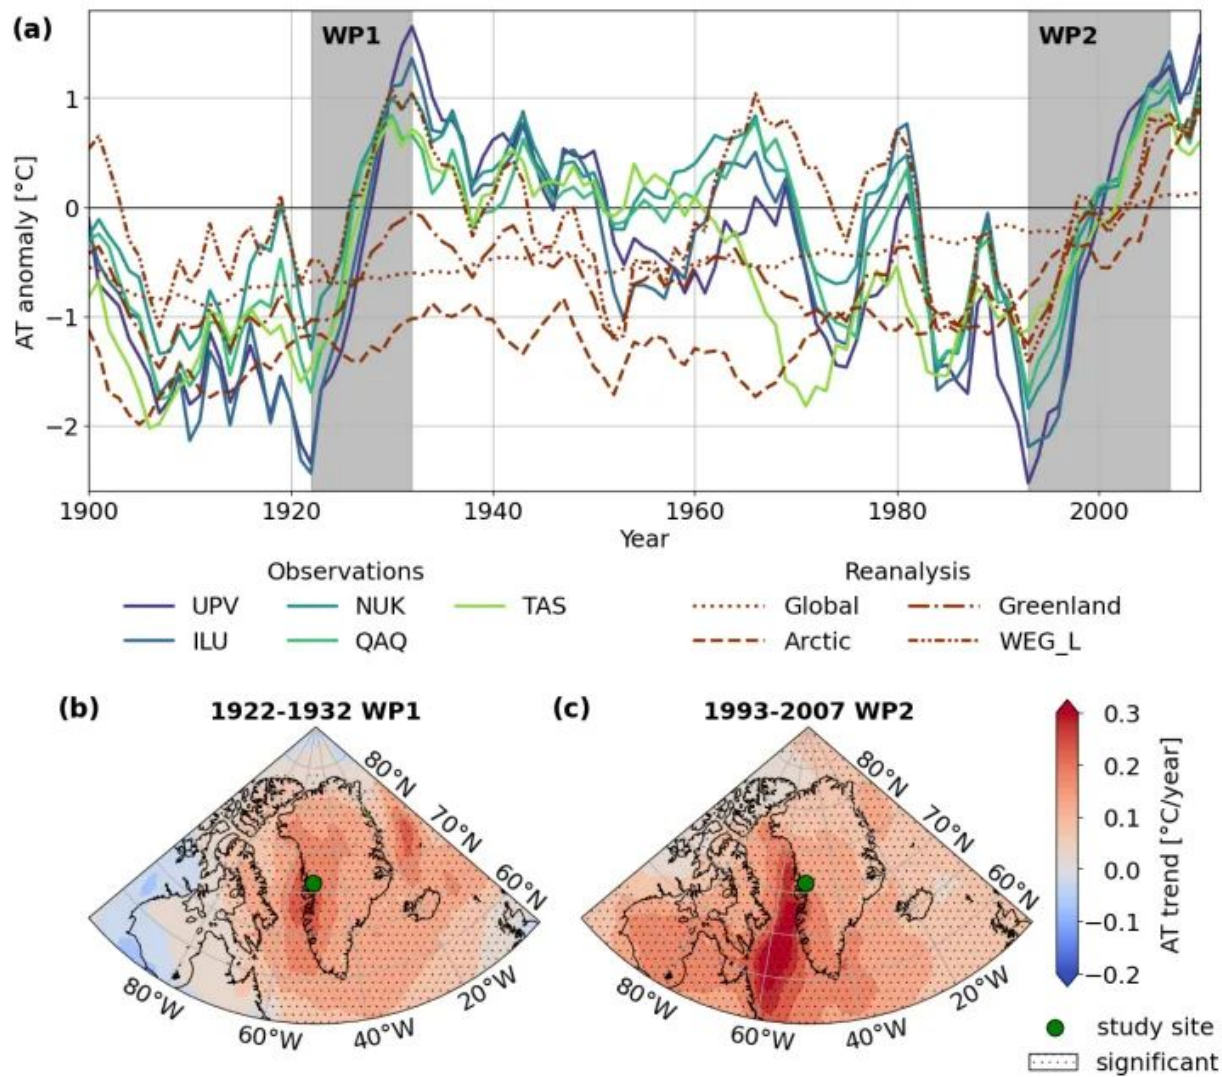 (a)
WP1
WP2
AT anomaly [°C]
1
0
−1
−2
1900
1920
1940
1960
1980
2000
Year
Observations
Reanalysis
UPV
NUK
TAS
Global
Greenland
ILU
QAQ
Arctic
WEG_L
(b)
1922-1932 WP1
80°N
70°N
60°N
80°W
60°W
40°W
20°W
(c)
1993-2007 WP2
80°N
70°N
60°N
80°W
60°W
40°W
20°W
0.3
0.2
0.1
0.0
−0.1
−0.2
AT trend [°C/year]
study site
significant